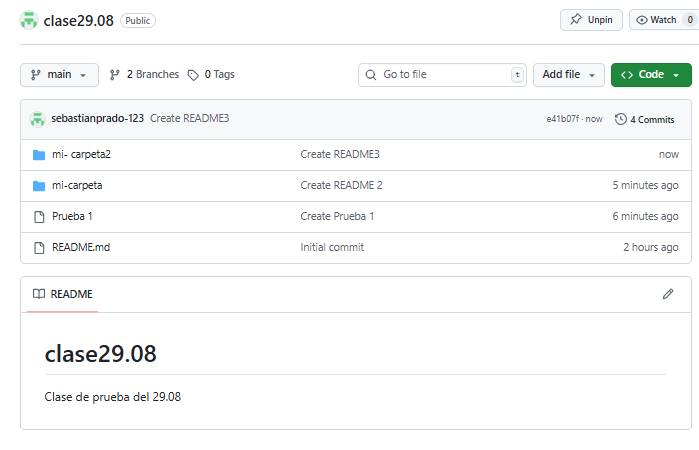 clase29.08 Public Unpin Watch 0
main 2 Branches 0 Tags Go to file t Add file Code
sebastianprado-123 Create README3 e41b07f · now 4 Commits
mi- carpeta2 Create README3 now
mi-carpeta Create README 2 5 minutes ago
Prueba 1 Create Prueba 1 6 minutes ago
README.md Initial commit 2 hours ago
README
clase29.08
Clase de prueba del 29.08